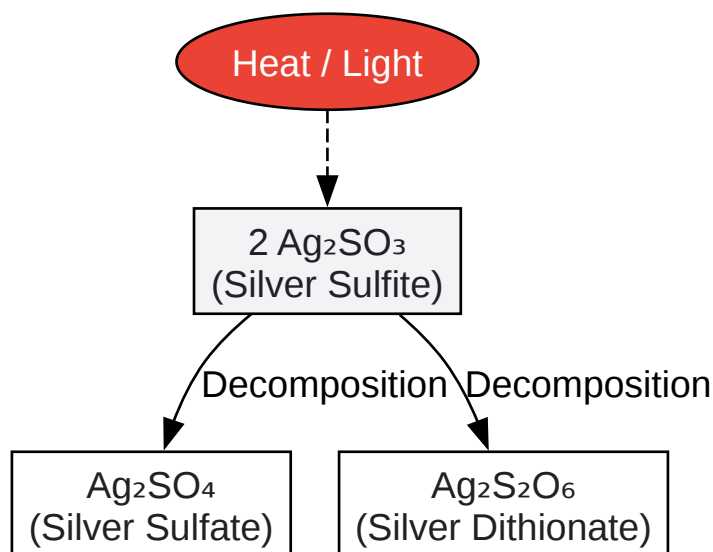 Heat / Light
2 Ag₂SO₃
(Silver Sulfite)
Decomposition
Decomposition
Ag₂SO₄
(Silver Sulfate)
Ag₂S₂O₆
(Silver Dithionate)